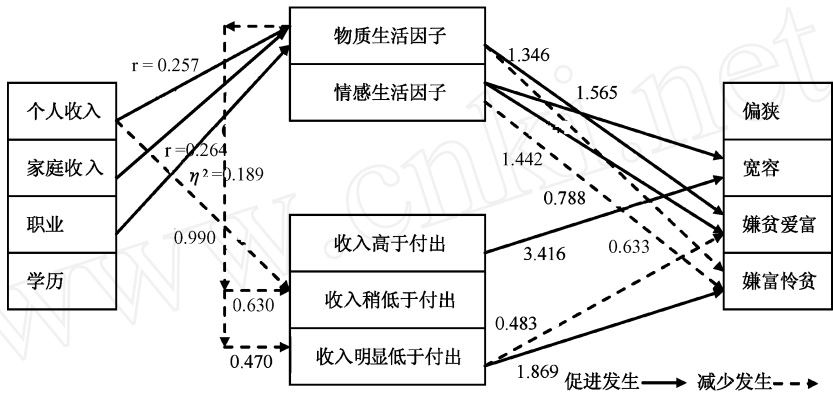 物质生活因子
情感生活因子
r = 0.257
1.346
1.565
个人收入
家庭收入
职业
学历
r=0.264
η²=0.189
1.442
0.788
偏狭
宽容
嫌贫爱富
嫌富怜贫
0.990
收入高于付出
收入稍低于付出
收入明显低于付出
3.416
0.633
0.630
0.483
0.470
1.869
促进发生
减少发生
www.cnki.net